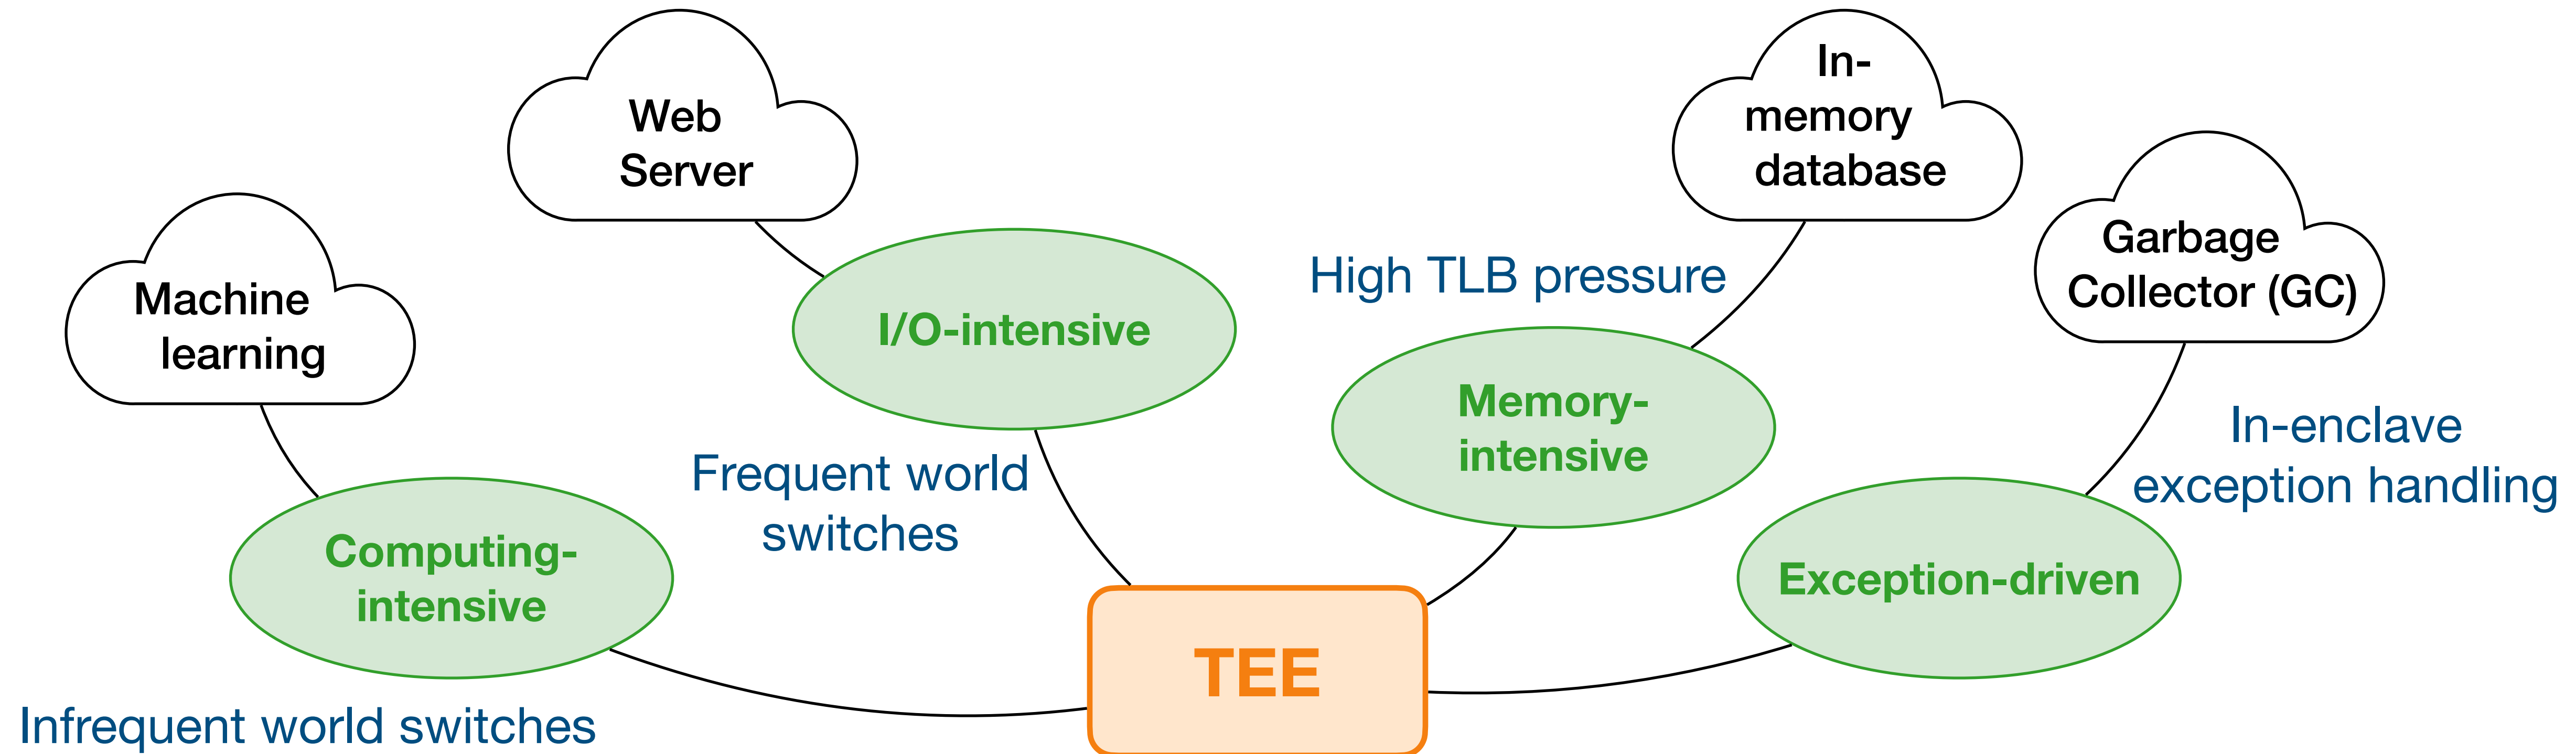 Machine
learning
Computing-
intensive
Infrequent world switches
Web
Server
I/O-intensive
Frequent world
switches
TEE
In-
memory
database
High TLB pressure
Memory-
intensive
Garbage
Collector (GC)
In-enclave
exception handling
Exception-driven